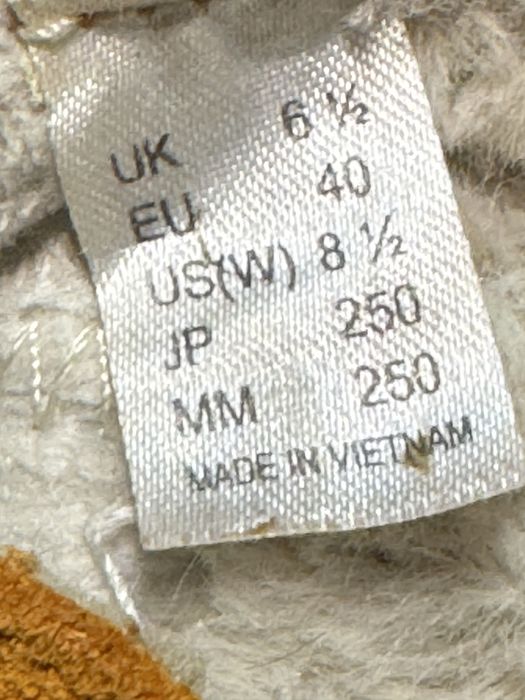 UK 6 ½
EU 40
US(W) 8 ½
JP 250
MM 250
MADE IN VIETNAM